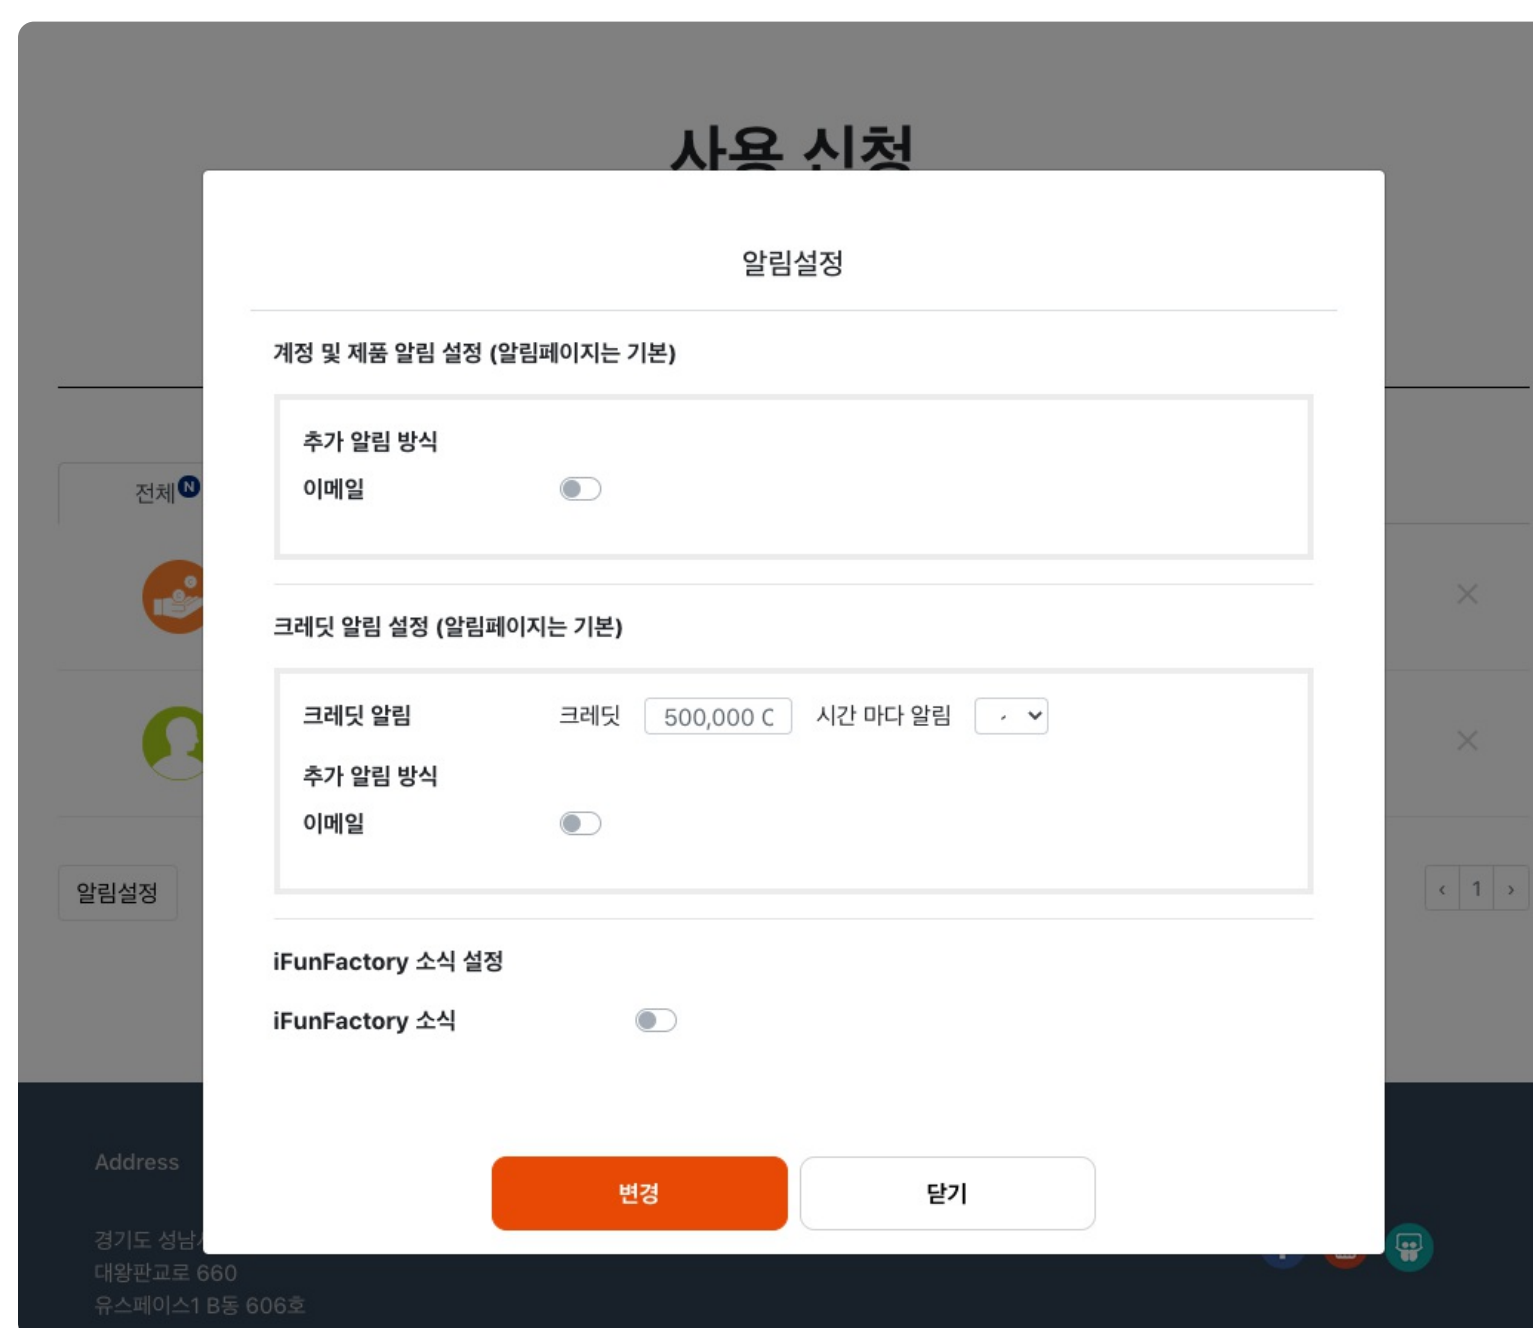 사용 신청
알림설정
계정 및 제품 알림 설정 (알림페이지는 기본)
추가 알림 방식
전체 N
이메일
크레딧 알림 설정 (알림페이지는 기본)
크레딧 알림 크레딧 500,000 C 시간 마다 알림
추가 알림 방식
이메일
알림설정
‹ 1 ›
iFunFactory 소식 설정
iFunFactory 소식
Address
변경 닫기
경기도 성남
대왕판교로 660
유스페이스1 B동 606호